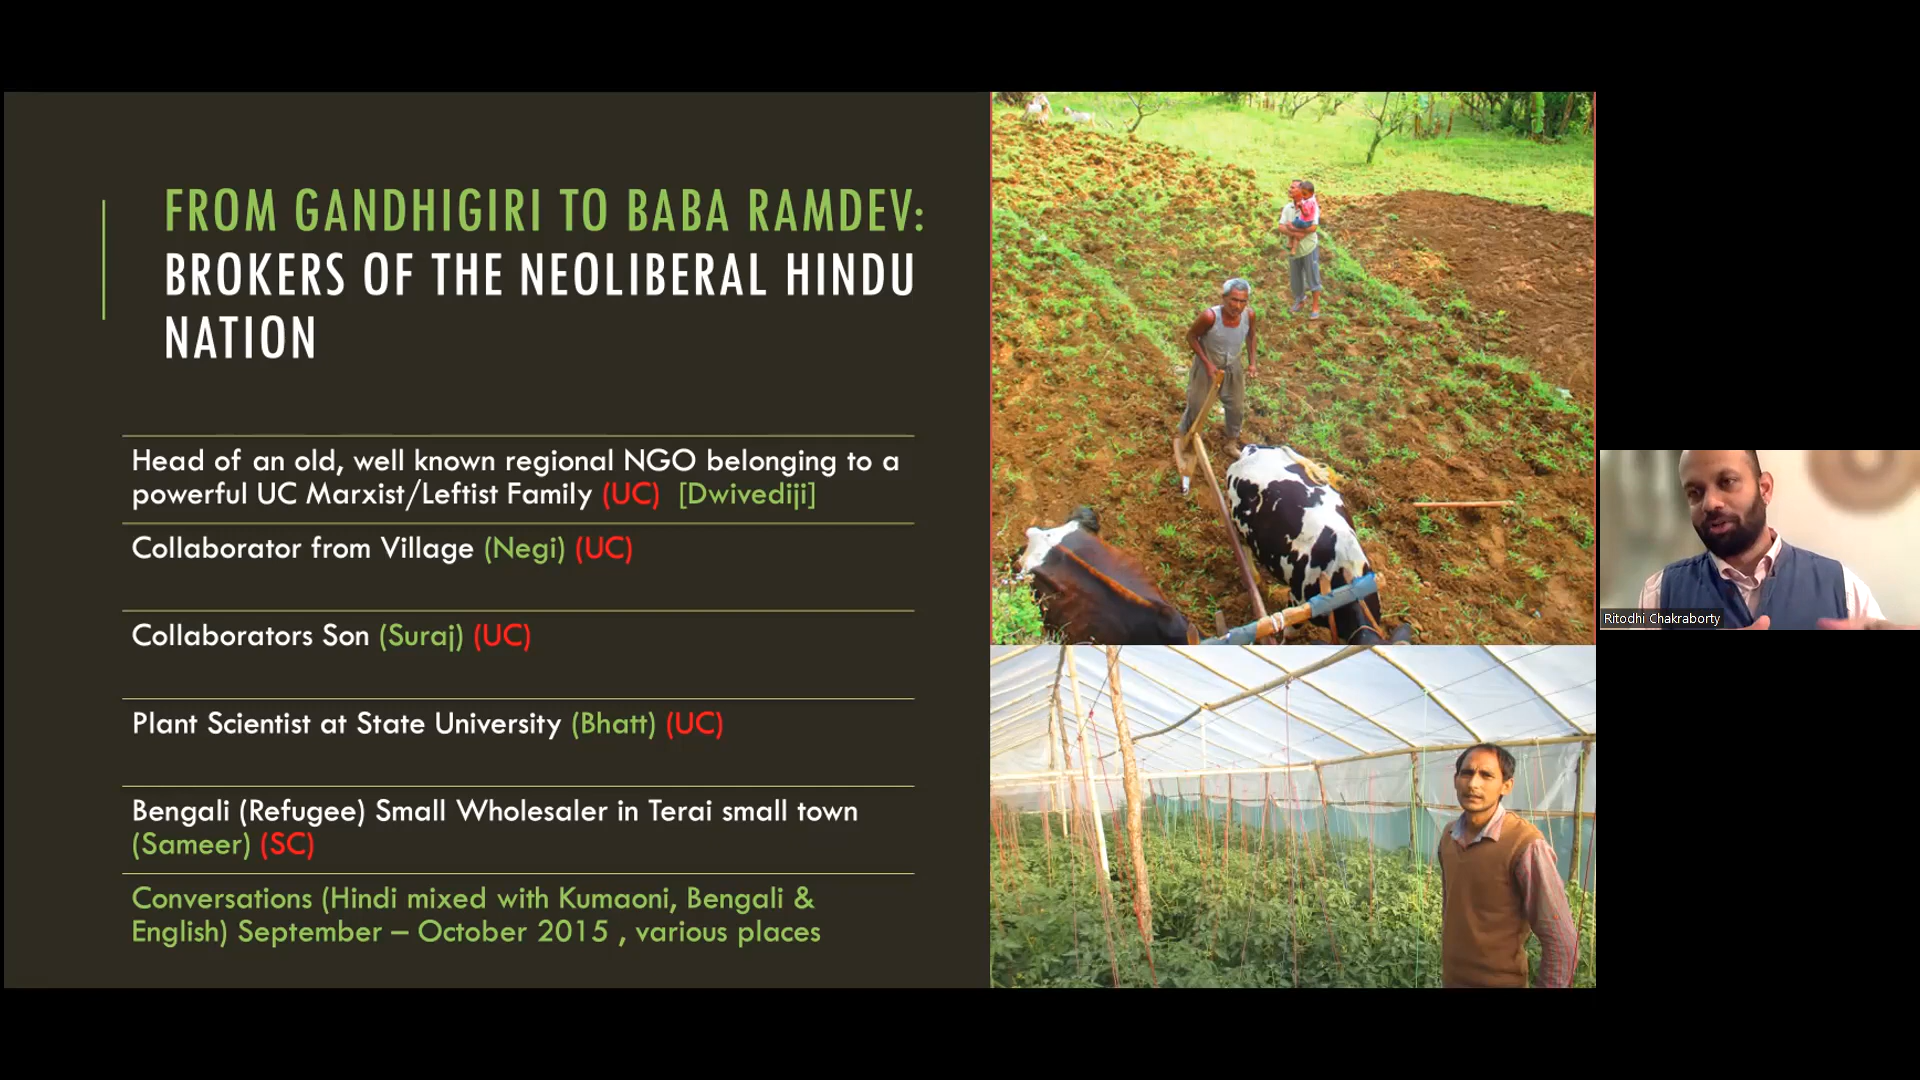 FROM GANDHIGIRI TO BABA RAMDEV:
BROKERS OF THE NEOLIBERAL HINDU
NATION
Head of an old, well known regional NGO belonging to a
powerful UC Marxist/Leftist Family (UC) [Dwivediji]
Collaborator from Village (Negi) (UC)
Collaborators Son (Suraj) (UC)
Plant Scientist at State University (Bhatt) (UC)
Bengali (Refugee) Small Wholesaler in Terai small town
(Sameer) (SC)
Conversations (Hindi mixed with Kumaoni, Bengali &
English) September – October 2015 , various places
Ritodhi Chakraborty